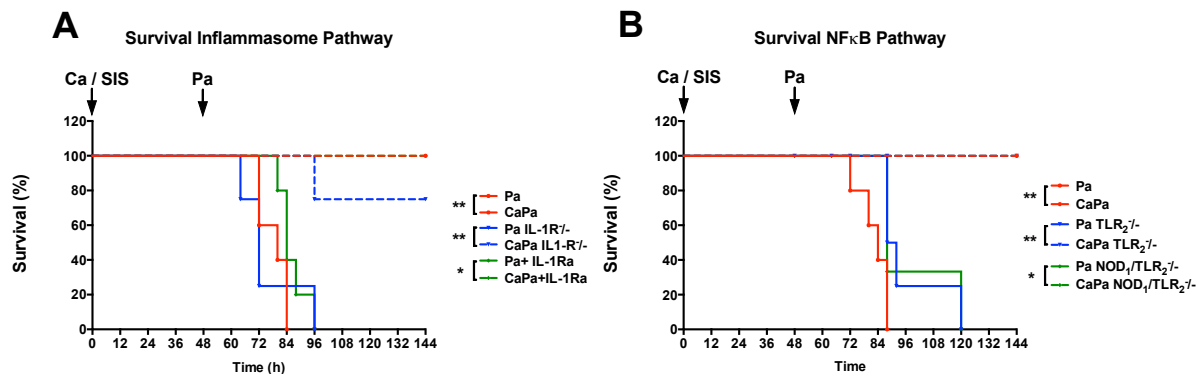 A
Survival Inflammasome Pathway
Ca / SIS
Pa
120
100
80
60
40
20
0
Survival (%)
0 12 24 36 48 60 72 84 96 108 120 132 144
Time (h)
**
Pa
CaPa
**
Pa IL-1R⁻/-
CaPa IL1-R⁻/-
*
Pa+ IL-1Ra
CaPa+IL-1Ra
B
Survival NFκB Pathway
Ca / SIS
Pa
120
100
80
60
40
20
0
Survival (%)
0 12 24 36 48 60 72 84 96 108 120 132 144
Time
**
Pa
CaPa
**
Pa TLR₂⁻/-
CaPa TLR₂⁻/-
*
Pa NOD₁/TLR₂⁻/-
CaPa NOD₁/TLR₂⁻/-